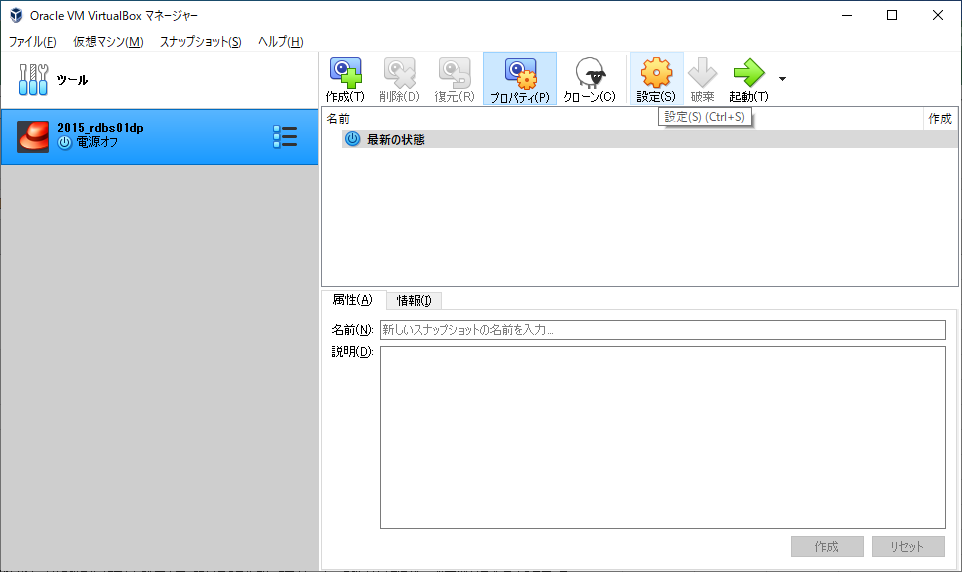 Oracle VM VirtualBox マネージャー
ファイル(F) 仮想マシン(M) スナップショット(S) ヘルプ(H)
ツール
作成(T) 削除(D) 復元(R) プロパティ(P) クローン(C) 設定(S) 破棄 起動(T)
設定(S) (Ctrl+S)
2015_rdbs01dp
電源オフ
名前 作成
最新の状態
属性(A) 情報(I)
名前(N): 新しいスナップショットの名前を入力...
説明(D):
作成 リセット